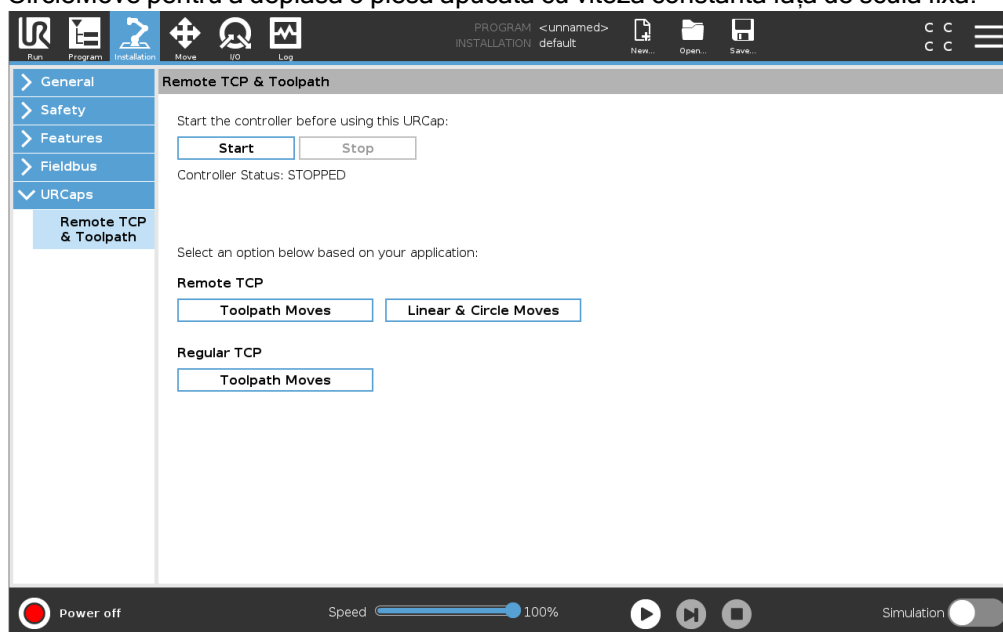 CircleMove pentru a deplasa o piesă apucată cu viteză constantă față de scula fixă.
PROGRAM <unnamed>
INSTALLATION default
Run Program Installation Move I/O Log New... Open... Save...
C C
C C
General
Safety
Features
Fieldbus
URCaps
Remote TCP
& Toolpath
Remote TCP & Toolpath
Start the controller before using this URCap:
Start Stop
Controller Status: STOPPED
Select an option below based on your application:
Remote TCP
Toolpath Moves Linear & Circle Moves
Regular TCP
Toolpath Moves
Power off Speed 100% Simulation